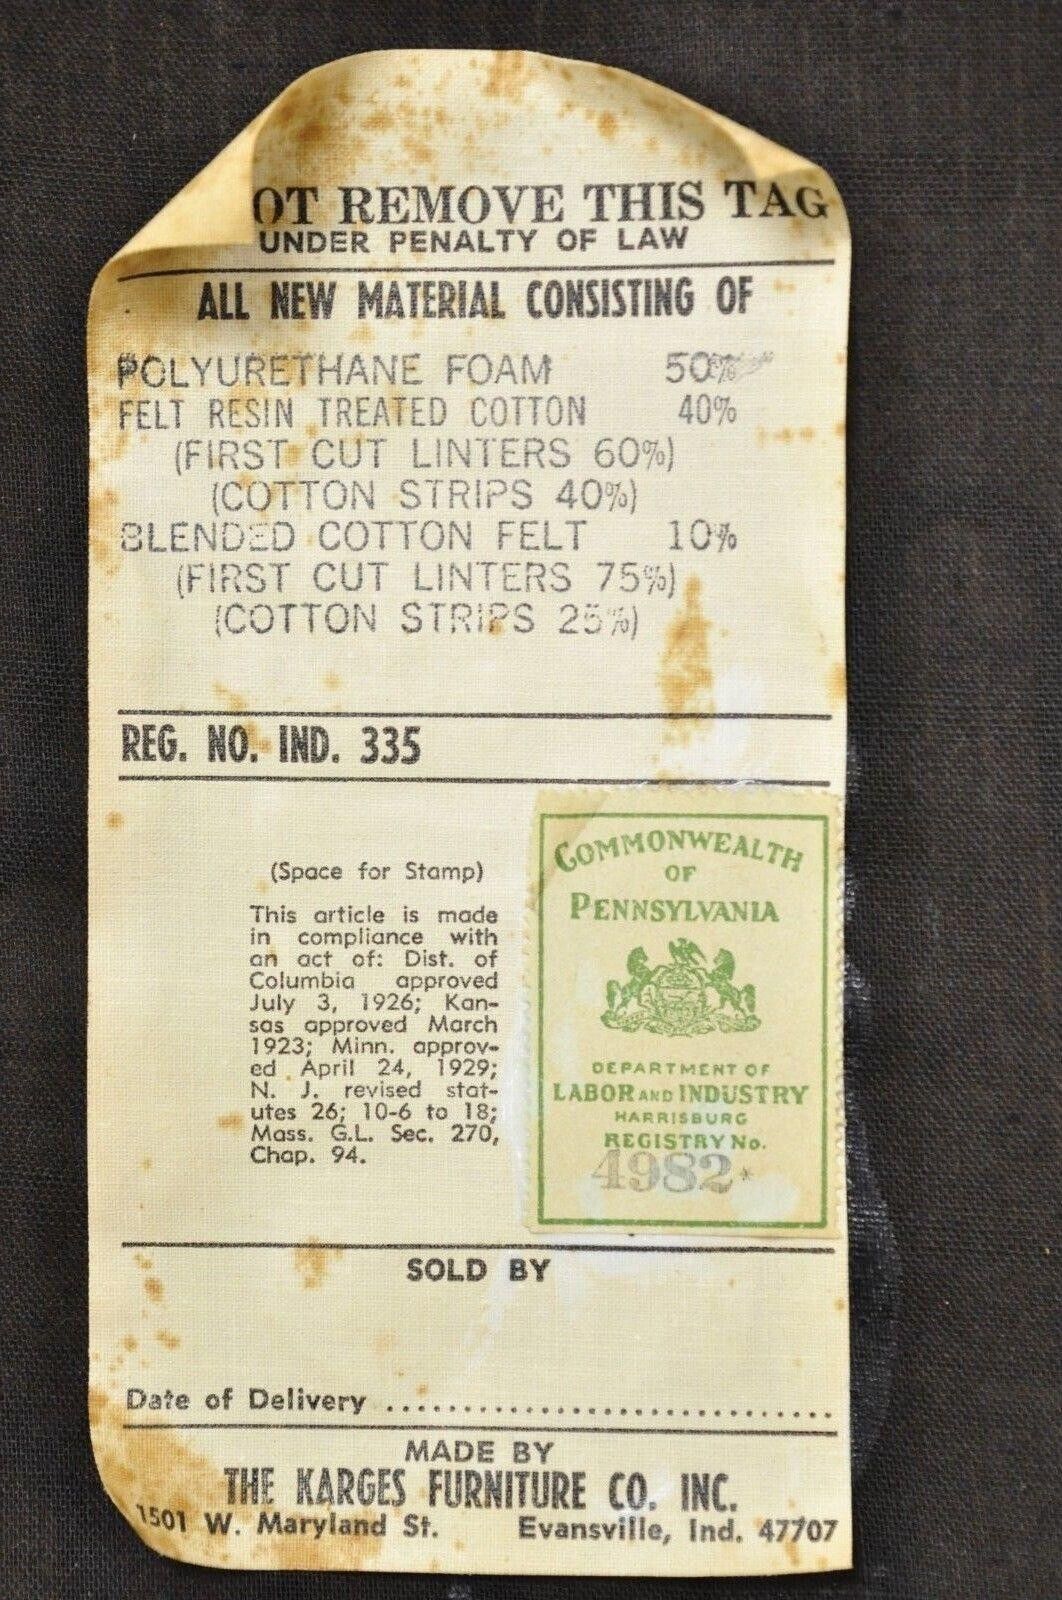 OT REMOVE THIS TAG
UNDER PENALTY OF LAW
ALL NEW MATERIAL CONSISTING OF
POLYURETHANE FOAM 50%
FELT RESIN TREATED COTTON 40%
(FIRST CUT LINTERS 60%)
(COTTON STRIPS 40%)
BLENDED COTTON FELT 10%
(FIRST CUT LINTERS 75%)
(COTTON STRIPS 25%)
REG. NO. IND. 335
(Space for Stamp)
This article is made
in compliance with
an act of: Dist. of
Columbia approved
July 3, 1926; Kan-
sas approved March
1923; Minn. approv-
ed April 24, 1929;
N. J. revised stat-
utes 26; 10-6 to 18;
Mass. G.L. Sec. 270,
Chap. 94.
COMMONWEALTH
OF
PENNSYLVANIA
DEPARTMENT OF
LABOR AND INDUSTRY
HARRISBURG
REGISTRY No.
4982*
SOLD BY
Date of Delivery ..............................
MADE BY
THE KARGES FURNITURE CO. INC.
1501 W. Maryland St. Evansville, Ind. 47707